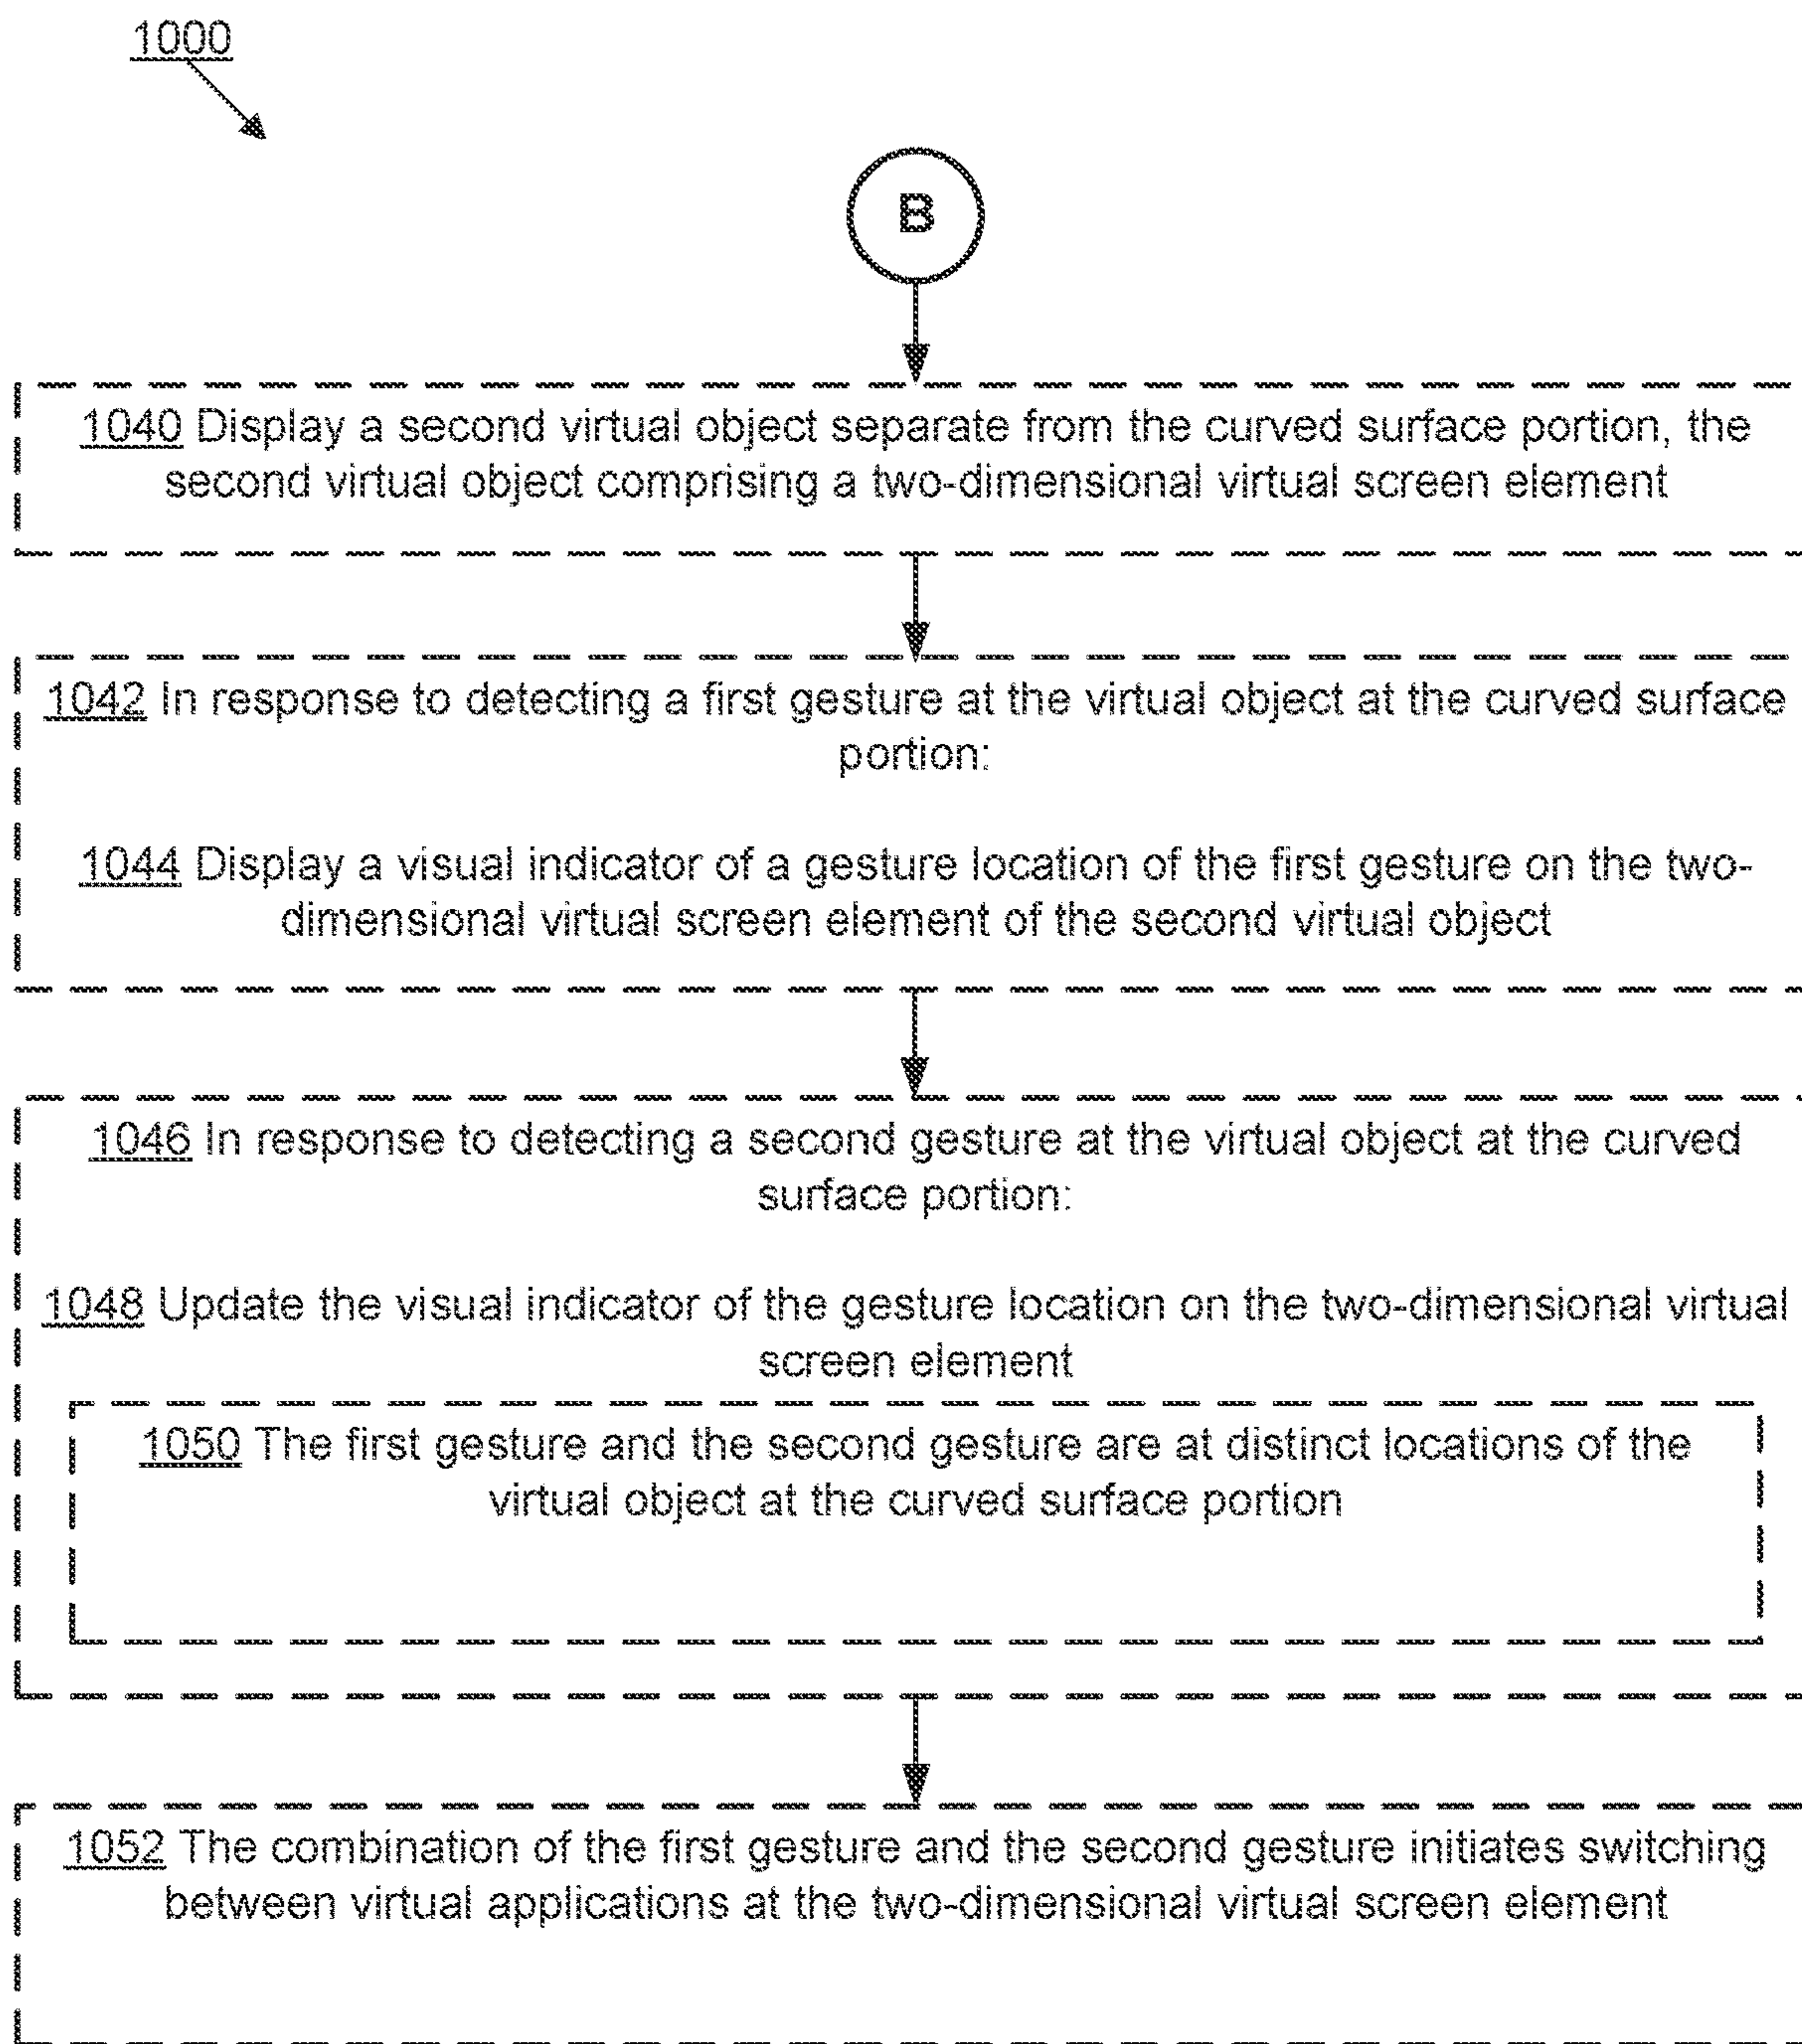 1000
B
1040 Display a second virtual object separate from the curved surface portion, the
second virtual object comprising a two-dimensional virtual screen element
1042 In response to detecting a first gesture at the virtual object at the curved surface
portion:
1044 Display a visual indicator of a gesture location of the first gesture on the two-
dimensional virtual screen element of the second virtual object
1046 In response to detecting a second gesture at the virtual object at the curved
surface portion:
1048 Update the visual indicator of the gesture location on the two-dimensional virtual
screen element
1050 The first gesture and the second gesture are at distinct locations of the
virtual object at the curved surface portion
1052 The combination of the first gesture and the second gesture initiates switching
between virtual applications at the two-dimensional virtual screen element